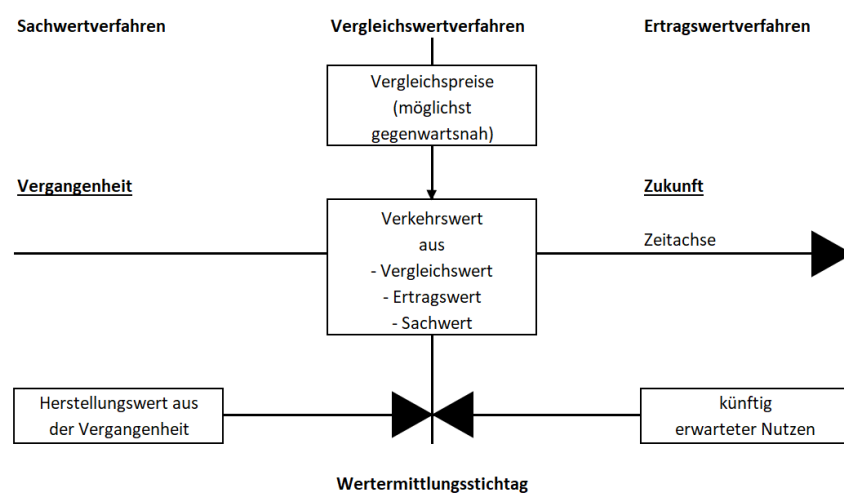 Sachwertverfahren
Vergleichswertverfahren
Ertragswertverfahren
Vergleichspreise
(möglichst
gegenwartsnah)
Vergangenheit
Zukunft
Verkehrswert
aus
- Vergleichswert
- Ertragswert
- Sachwert
Zeitachse
Herstellungswert aus
der Vergangenheit
künftig
erwarteter Nutzen
Wertermittlungsstichtag